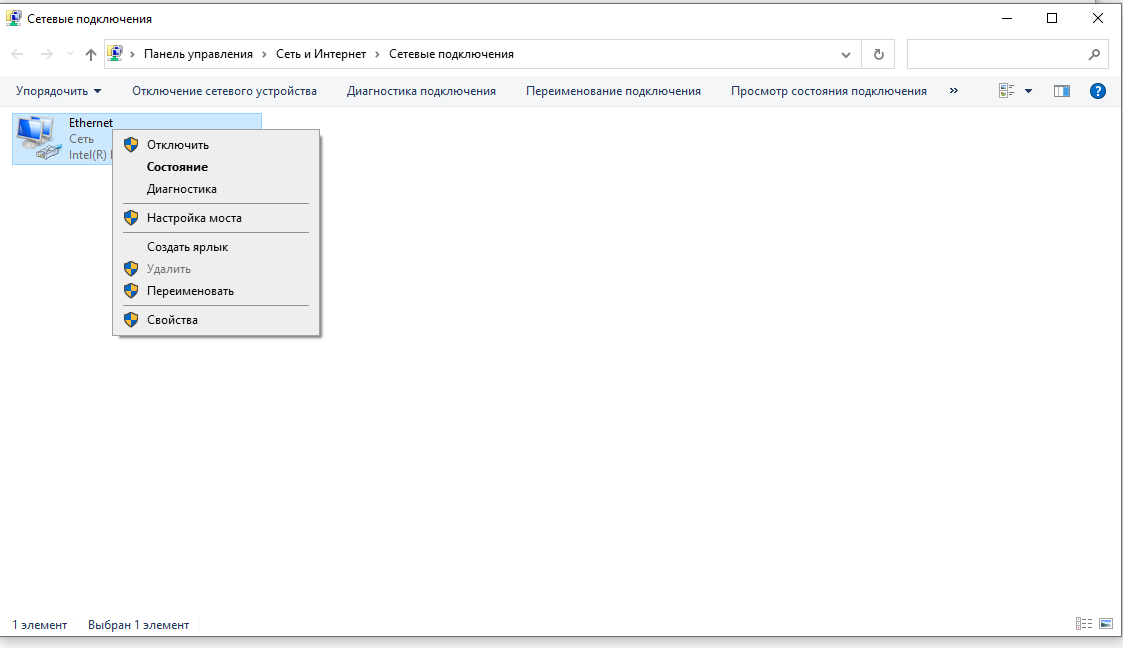 Сетевые подключения
Панель управления › Сеть и Интернет › Сетевые подключения
Упорядочить Отключение сетевого устройства Диагностика подключения Переименование подключения Просмотр состояния подключения »
Ethernet
Сеть
Intel(R)
Отключить
Состояние
Диагностика
Настройка моста
Создать ярлык
Удалить
Переименовать
Свойства
1 элемент Выбран 1 элемент